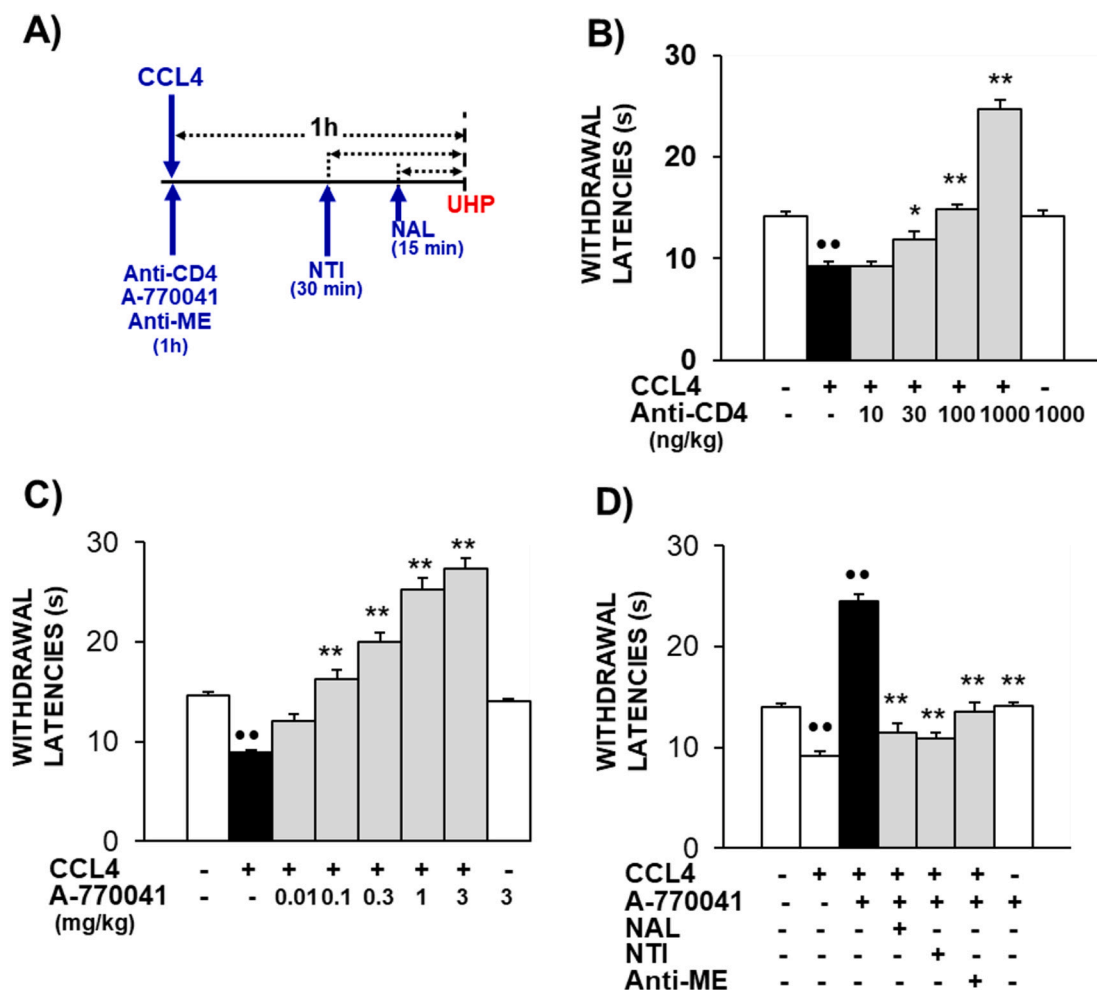 A)
CCL4
1h
UHP
NAL
(15 min)
NTI
(30 min)
Anti-CD4
A-770041
Anti-ME
(1h)
B)
WITHDRAWAL
LATENCIES (s)
30
20
10
0
••
*
**
**
CCL4 - + + + + + -
Anti-CD4 - - 10 30 100 1000 1000
(ng/kg)
C)
WITHDRAWAL
LATENCIES (s)
30
20
10
0
••
**
**
**
**
CCL4 - + + + + + + -
A-770041 - - 0.01 0.1 0.3 1 3 3
(mg/kg)
D)
WITHDRAWAL
LATENCIES (s)
30
20
10
0
••
••
**
**
**
**
CCL4 - + + + + + -
A-770041 - - + + + + +
NAL - - - + - - -
NTI - - - - + - -
Anti-ME - - - - - + -